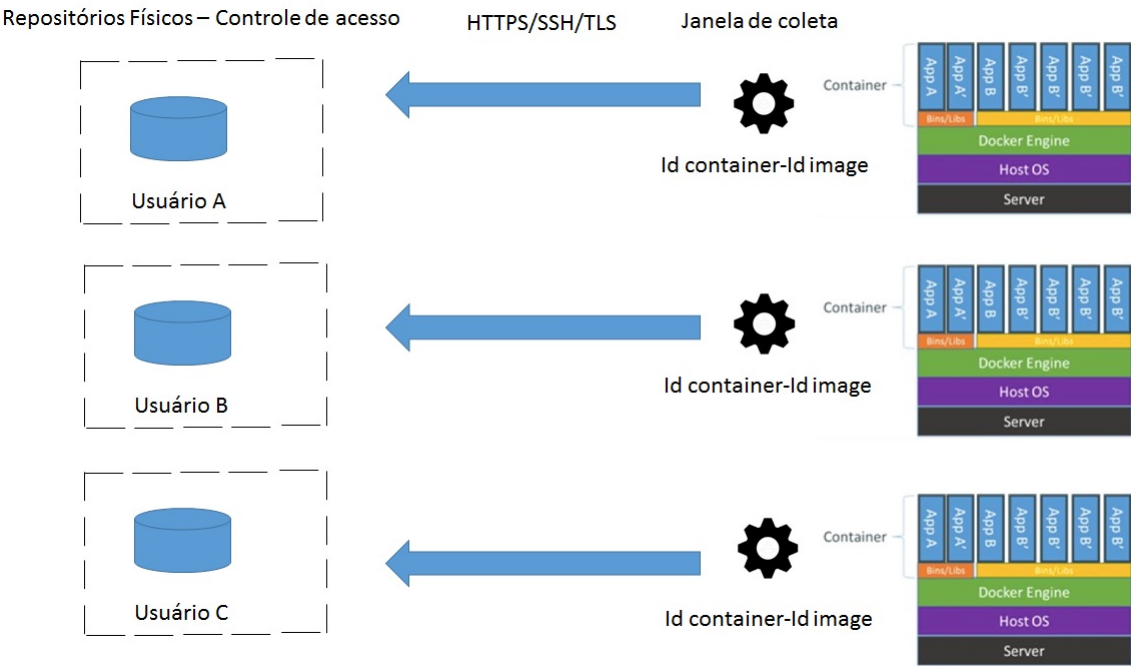 Repositórios Físicos – Controle de acesso
HTTPS/SSH/TLS
Janela de coleta
Container
App A
App A'
App B
App B'
App B'
App B'
App B'
Bins/Libs
Bins/Libs
Docker Engine
Host OS
Server
Id container-Id image
Usuário A
Container
App A
App A'
App B
App B'
App B'
App B'
App B'
Bins/Libs
Bins/Libs
Docker Engine
Host OS
Server
Id container-Id image
Usuário B
Container
App A
App A'
App B
App B'
App B'
App B'
App B'
Bins/Libs
Bins/Libs
Docker Engine
Host OS
Server
Id container-Id image
Usuário C